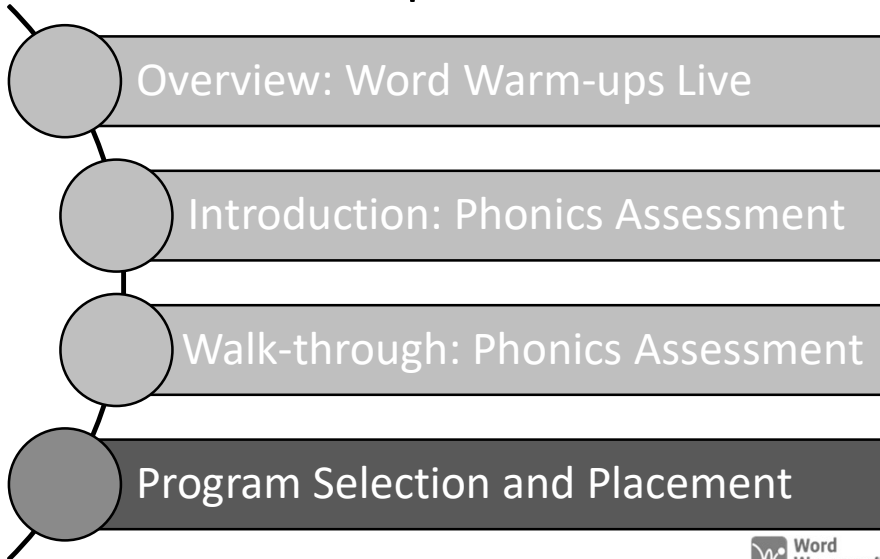 Overview: Word Warm-ups Live
Introduction: Phonics Assessment
Walk-through: Phonics Assessment
Program Selection and Placement
Word